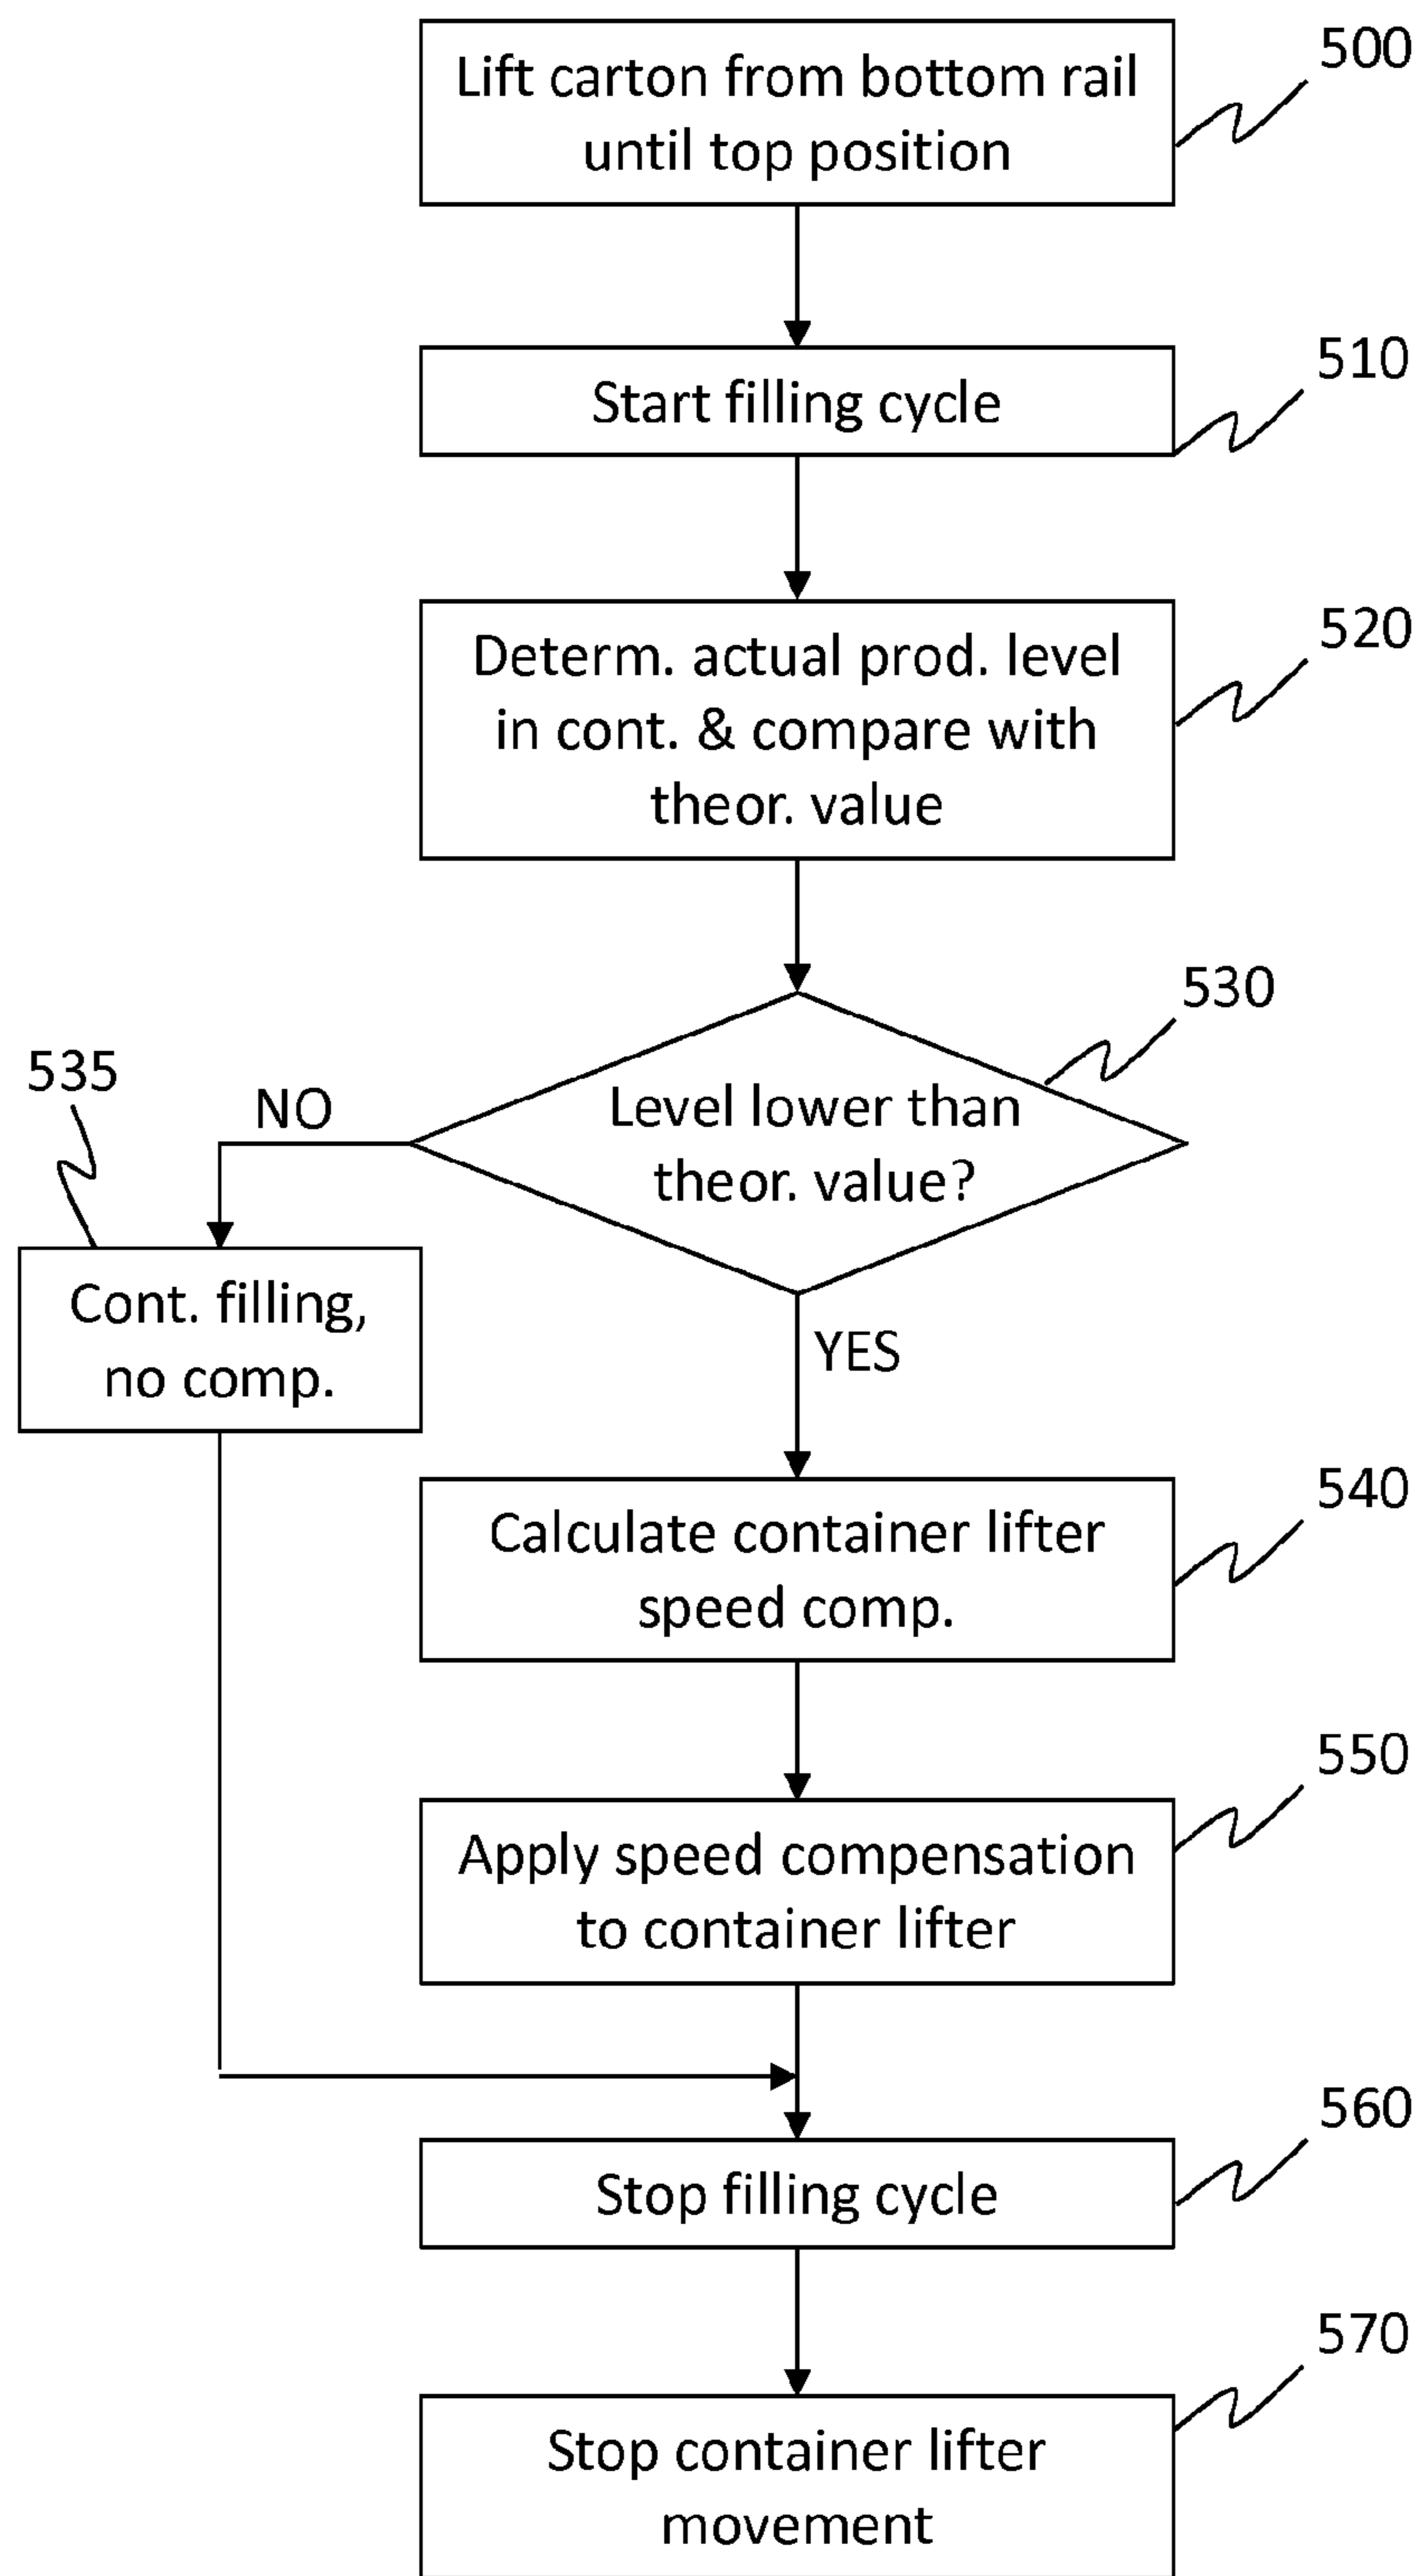 500
Lift carton from bottom rail
until top position
510
Start filling cycle
520
Determ. actual prod. level
in cont. & compare with
theor. value
530
Level lower than
theor. value?
535
NO
Cont. filling,
no comp.
YES
540
Calculate container lifter
speed comp.
550
Apply speed compensation
to container lifter
560
Stop filling cycle
570
Stop container lifter
movement